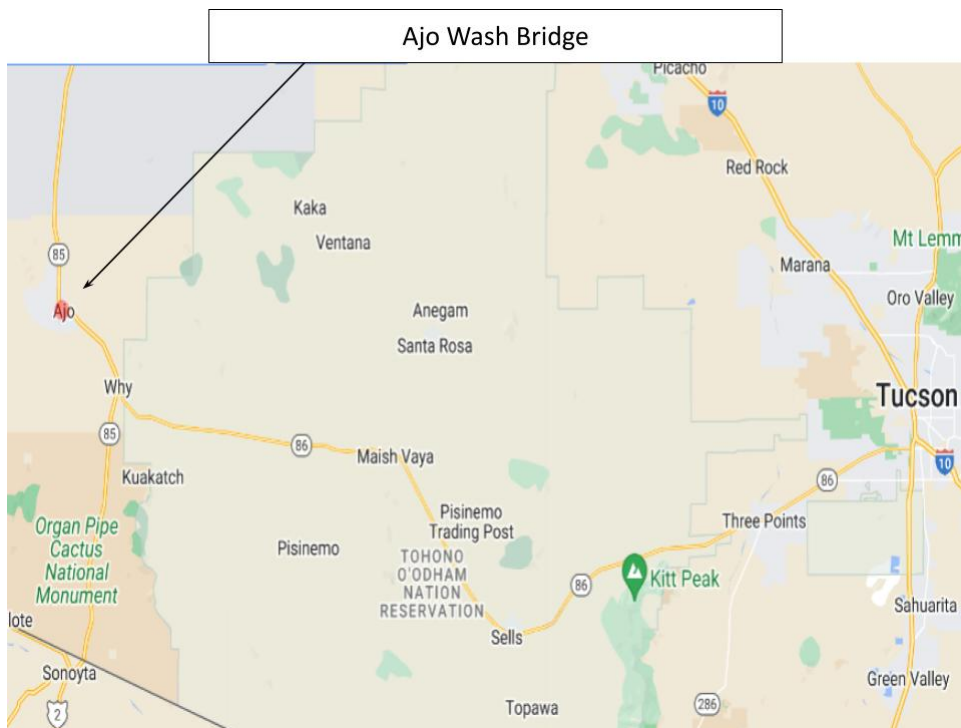 Ajo Wash Bridge
Picacho
10
Red Rock
Kaka
Ventana
Mt Lemm
85
Marana
Oro Valley
Ajo
Anegam
Santa Rosa
Why
Tucson
85
86
Maish Vaya
10
Kuakatch
86
Pisinemo
Trading Post
Three Points
Organ Pipe
Cactus
National
Monument
Pisinemo
TOHONO
O'ODHAM
NATION
RESERVATION
86
Kitt Peak
Sahuarita
lote
Sells
Sonoyta
Green Valley
2
Topawa
286